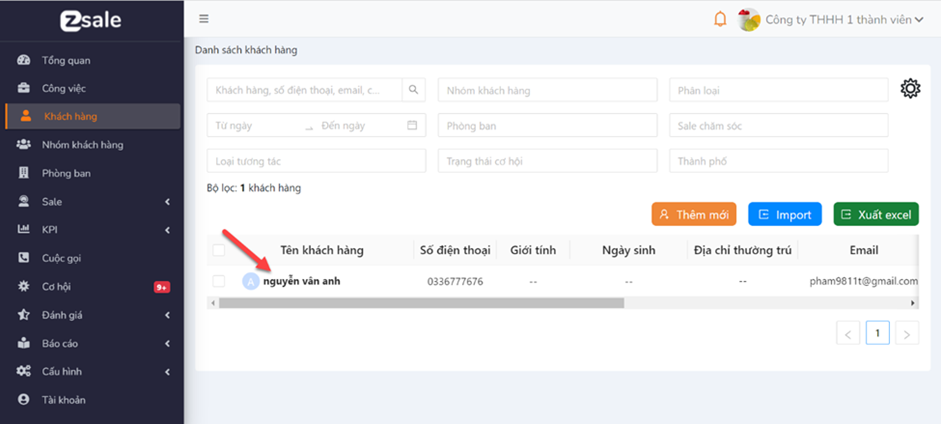 zsale
Công ty THHH 1 thành viên
Tổng quan
Công việc
Khách hàng
Nhóm khách hàng
Phòng ban
Sale
KPI
Cuộc gọi
Cơ hội 9+
Đánh giá
Báo cáo
Cấu hình
Tài khoản
Danh sách khách hàng
Khách hàng, số điện thoại, email, c... Nhóm khách hàng Phân loại
Từ ngày → Đến ngày Phòng ban Sale chăm sóc
Loại tương tác Trạng thái cơ hội Thành phố
Bộ lọc: 1 khách hàng
Thêm mới Import Xuất excel
Tên khách hàng Số điện thoại Giới tính Ngày sinh Địa chỉ thường trú Email
A nguyễn vân anh 0336777676 -- -- -- pham9811t@gmail.com
< 1 >